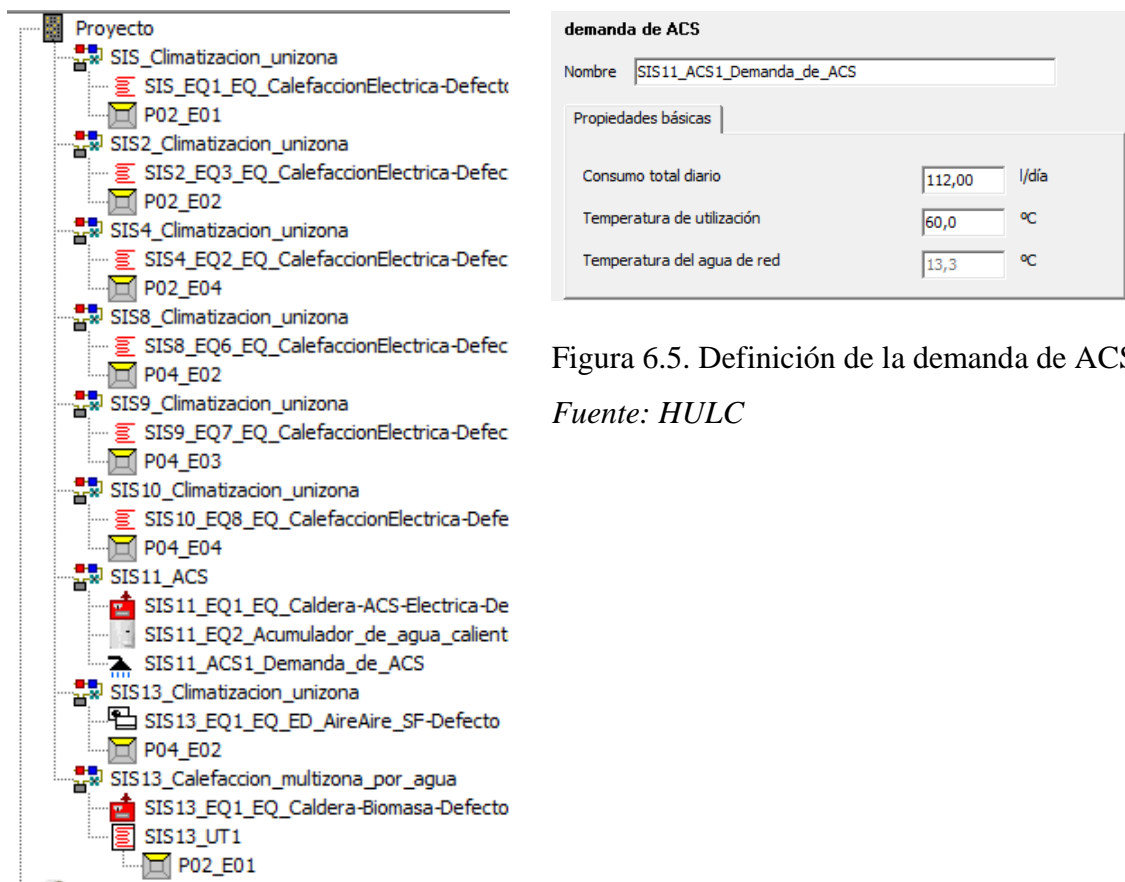 Proyecto
SIS_Climatizacion_unizona
SIS_EQ1_EQ_CalefaccionElectrica-Defecto
P02_E01
SIS2_Climatizacion_unizona
SIS2_EQ3_EQ_CalefaccionElectrica-Defec
P02_E02
SIS4_Climatizacion_unizona
SIS4_EQ2_EQ_CalefaccionElectrica-Defec
P02_E04
SIS8_Climatizacion_unizona
SIS8_EQ6_EQ_CalefaccionElectrica-Defec
P04_E02
SIS9_Climatizacion_unizona
SIS9_EQ7_EQ_CalefaccionElectrica-Defec
P04_E03
SIS10_Climatizacion_unizona
SIS10_EQ8_EQ_CalefaccionElectrica-Defe
P04_E04
SIS11_ACS
SIS11_EQ1_EQ_Caldera-ACS-Electrica-De
SIS11_EQ2_Acumulador_de_agua_calient
SIS11_ACS1_Demanda_de_ACS
SIS13_Climatizacion_unizona
SIS13_EQ1_EQ_ED_AireAire_SF-Defecto
P04_E02
SIS13_Calefaccion_multizona_por_agua
SIS13_EQ1_EQ_Caldera-Biomasa-Defecto
SIS13_UT1
P02_E01
demanda de ACS
Nombre SIS11_ACS1_Demanda_de_ACS
Propiedades básicas
Consumo total diario 112,00 l/día
Temperatura de utilización 60,0 ºC
Temperatura del agua de red 13,3 ºC
Figura 6.5. Definición de la demanda de ACS
Fuente: HULC